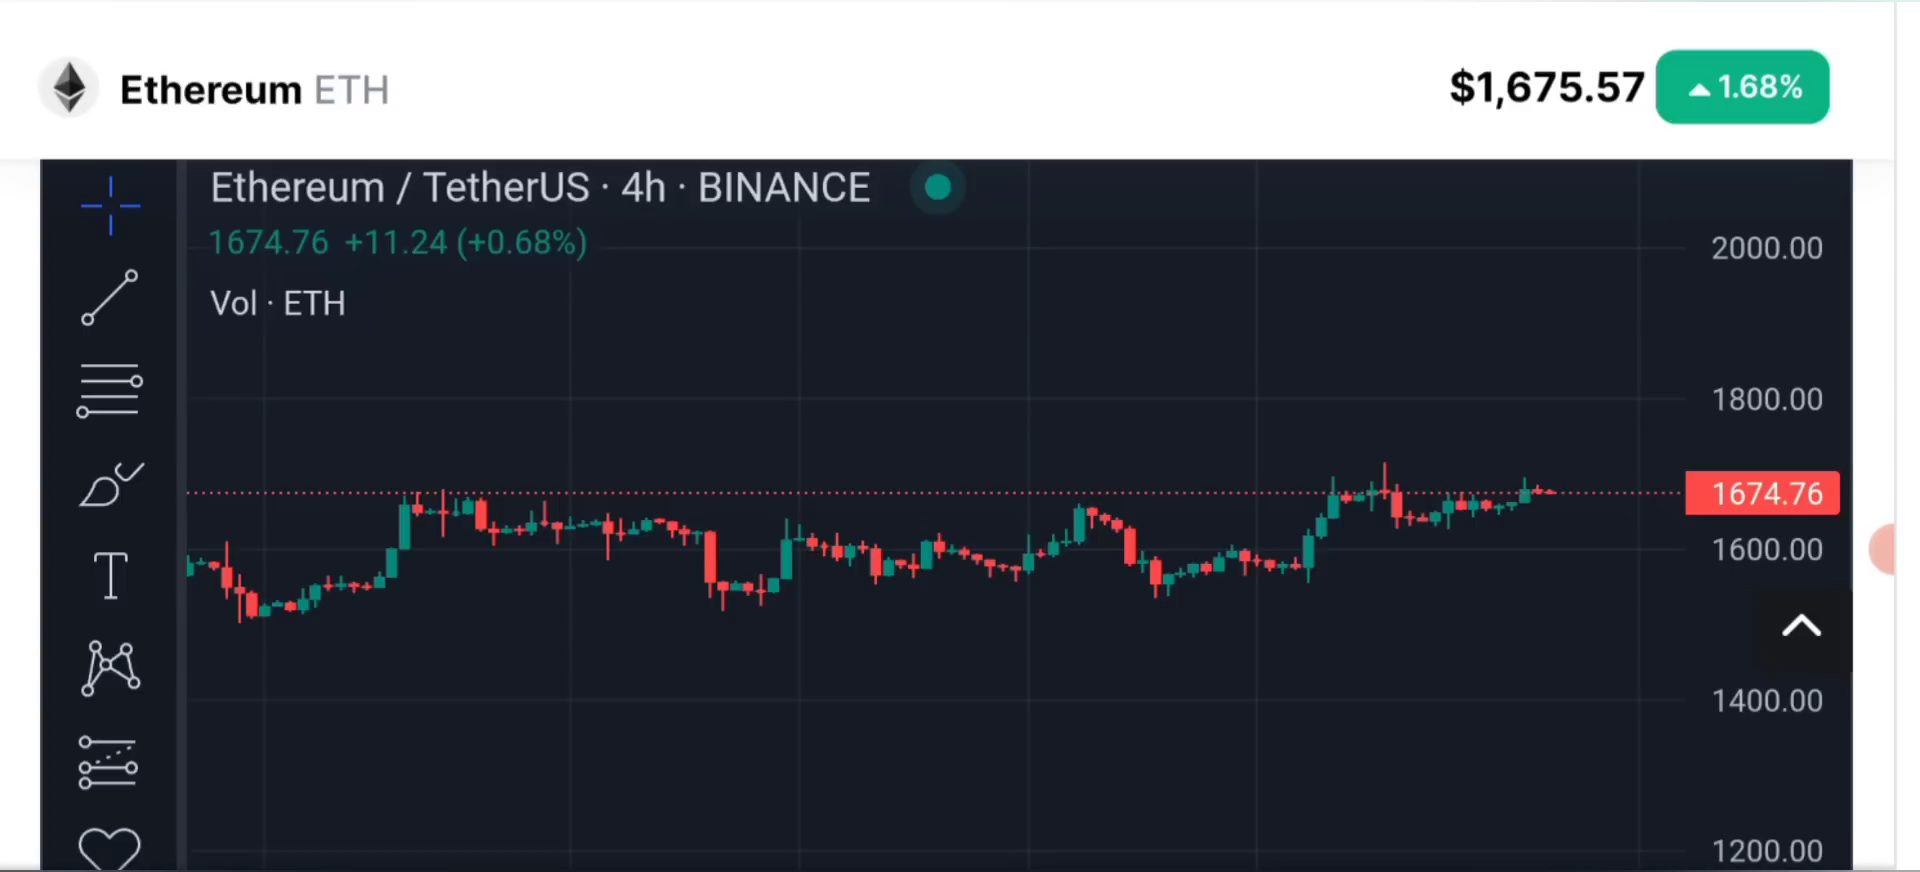 Ethereum ETH
$1,675.57 ▲ 1.68%
Ethereum / TetherUS · 4h · BINANCE
1674.76 +11.24 (+0.68%)
Vol · ETH
2000.00
1800.00
1674.76
1600.00
1400.00
1200.00
T